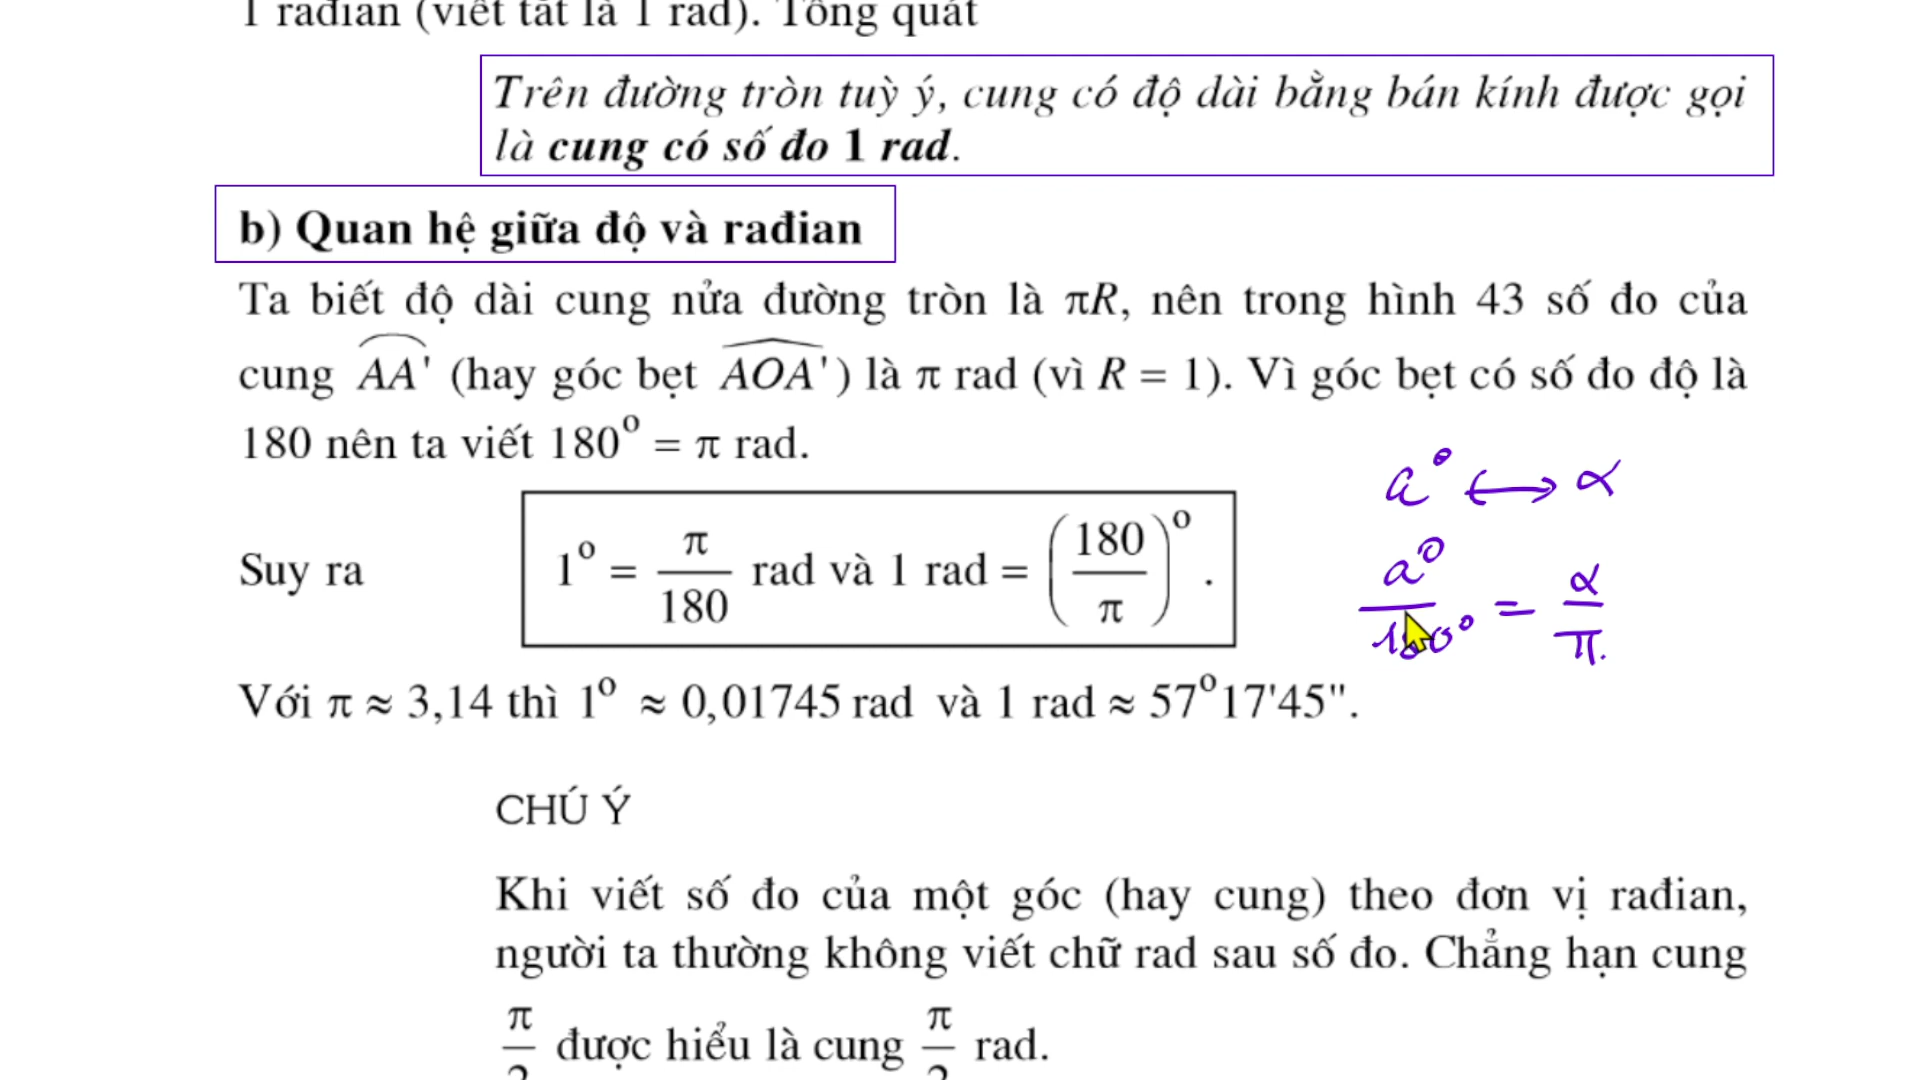 1 rađian (viết tắt là 1 rad). Tổng quát
Trên đường tròn tuỳ ý, cung có độ dài bằng bán kính được gọi
là cung có số đo 1 rad.
b) Quan hệ giữa độ và rađian
Ta biết độ dài cung nửa đường tròn là πR, nên trong hình 43 số đo của
cung AA' (hay góc bẹt AOA') là π rad (vì R = 1). Vì góc bẹt có số đo độ là
180 nên ta viết 180° = π rad.
a° ↔ α
Suy ra 1° = π/180 rad và 1 rad = (180/π)°.
a°/180° = α/π.
Với π ≈ 3,14 thì 1° ≈ 0,01745 rad và 1 rad ≈ 57°17'45".
CHÚ Ý
Khi viết số đo của một góc (hay cung) theo đơn vị rađian,
người ta thường không viết chữ rad sau số đo. Chẳng hạn cung
π/2 được hiểu là cung π/2 rad.